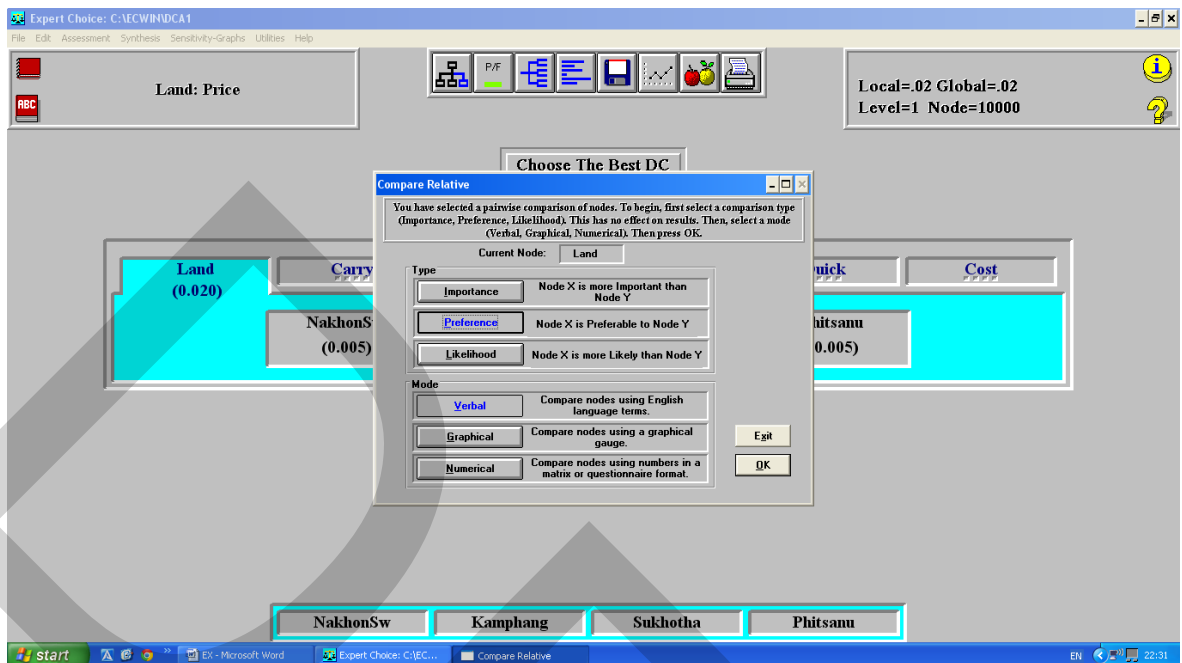 Expert Choice: C:\ECWIN\DCA1
File Edit Assessment Synthesis Sensitivity-Graphs Utilities Help
ABC
Land: Price
P/F
Local=.02 Global=.02
Level=1 Node=10000
Choose The Best DC
Compare Relative
You have selected a pairwise comparison of nodes. To begin, first select a comparison type
(Importance, Preference, Likelihood). This has no effect on results. Then, select a mode
(Verbal, Graphical, Numerical). Then press OK.
Current Node: Land
Type
Importance Node X is more Important than
Node Y
Preference Node X is Preferable to Node Y
Likelihood Node X is more Likely than Node Y
Mode
Verbal Compare nodes using English
language terms.
Graphical Compare nodes using a graphical
gauge.
Numerical Compare nodes using numbers in a
matrix or questionnaire format.
Exit
OK
Land
(0.020)
Carry
uick
Cost
NakhonS
(0.005)
hitsanu
0.005)
NakhonSw Kamphang Sukhotha Phitsanu
start EX - Microsoft Word Expert Choice: C:\EC... Compare Relative EN 22:31